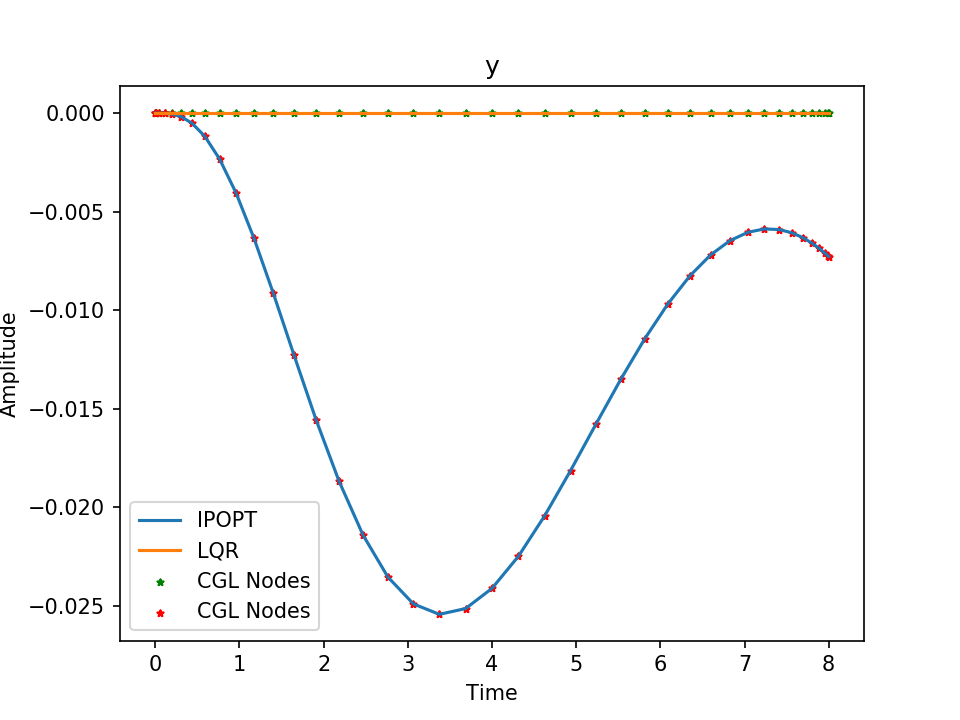 y
0.000
−0.005
−0.010
−0.015
−0.020
−0.025
Amplitude
IPOPT
LQR
CGL Nodes
CGL Nodes
0 1 2 3 4 5 6 7 8
Time